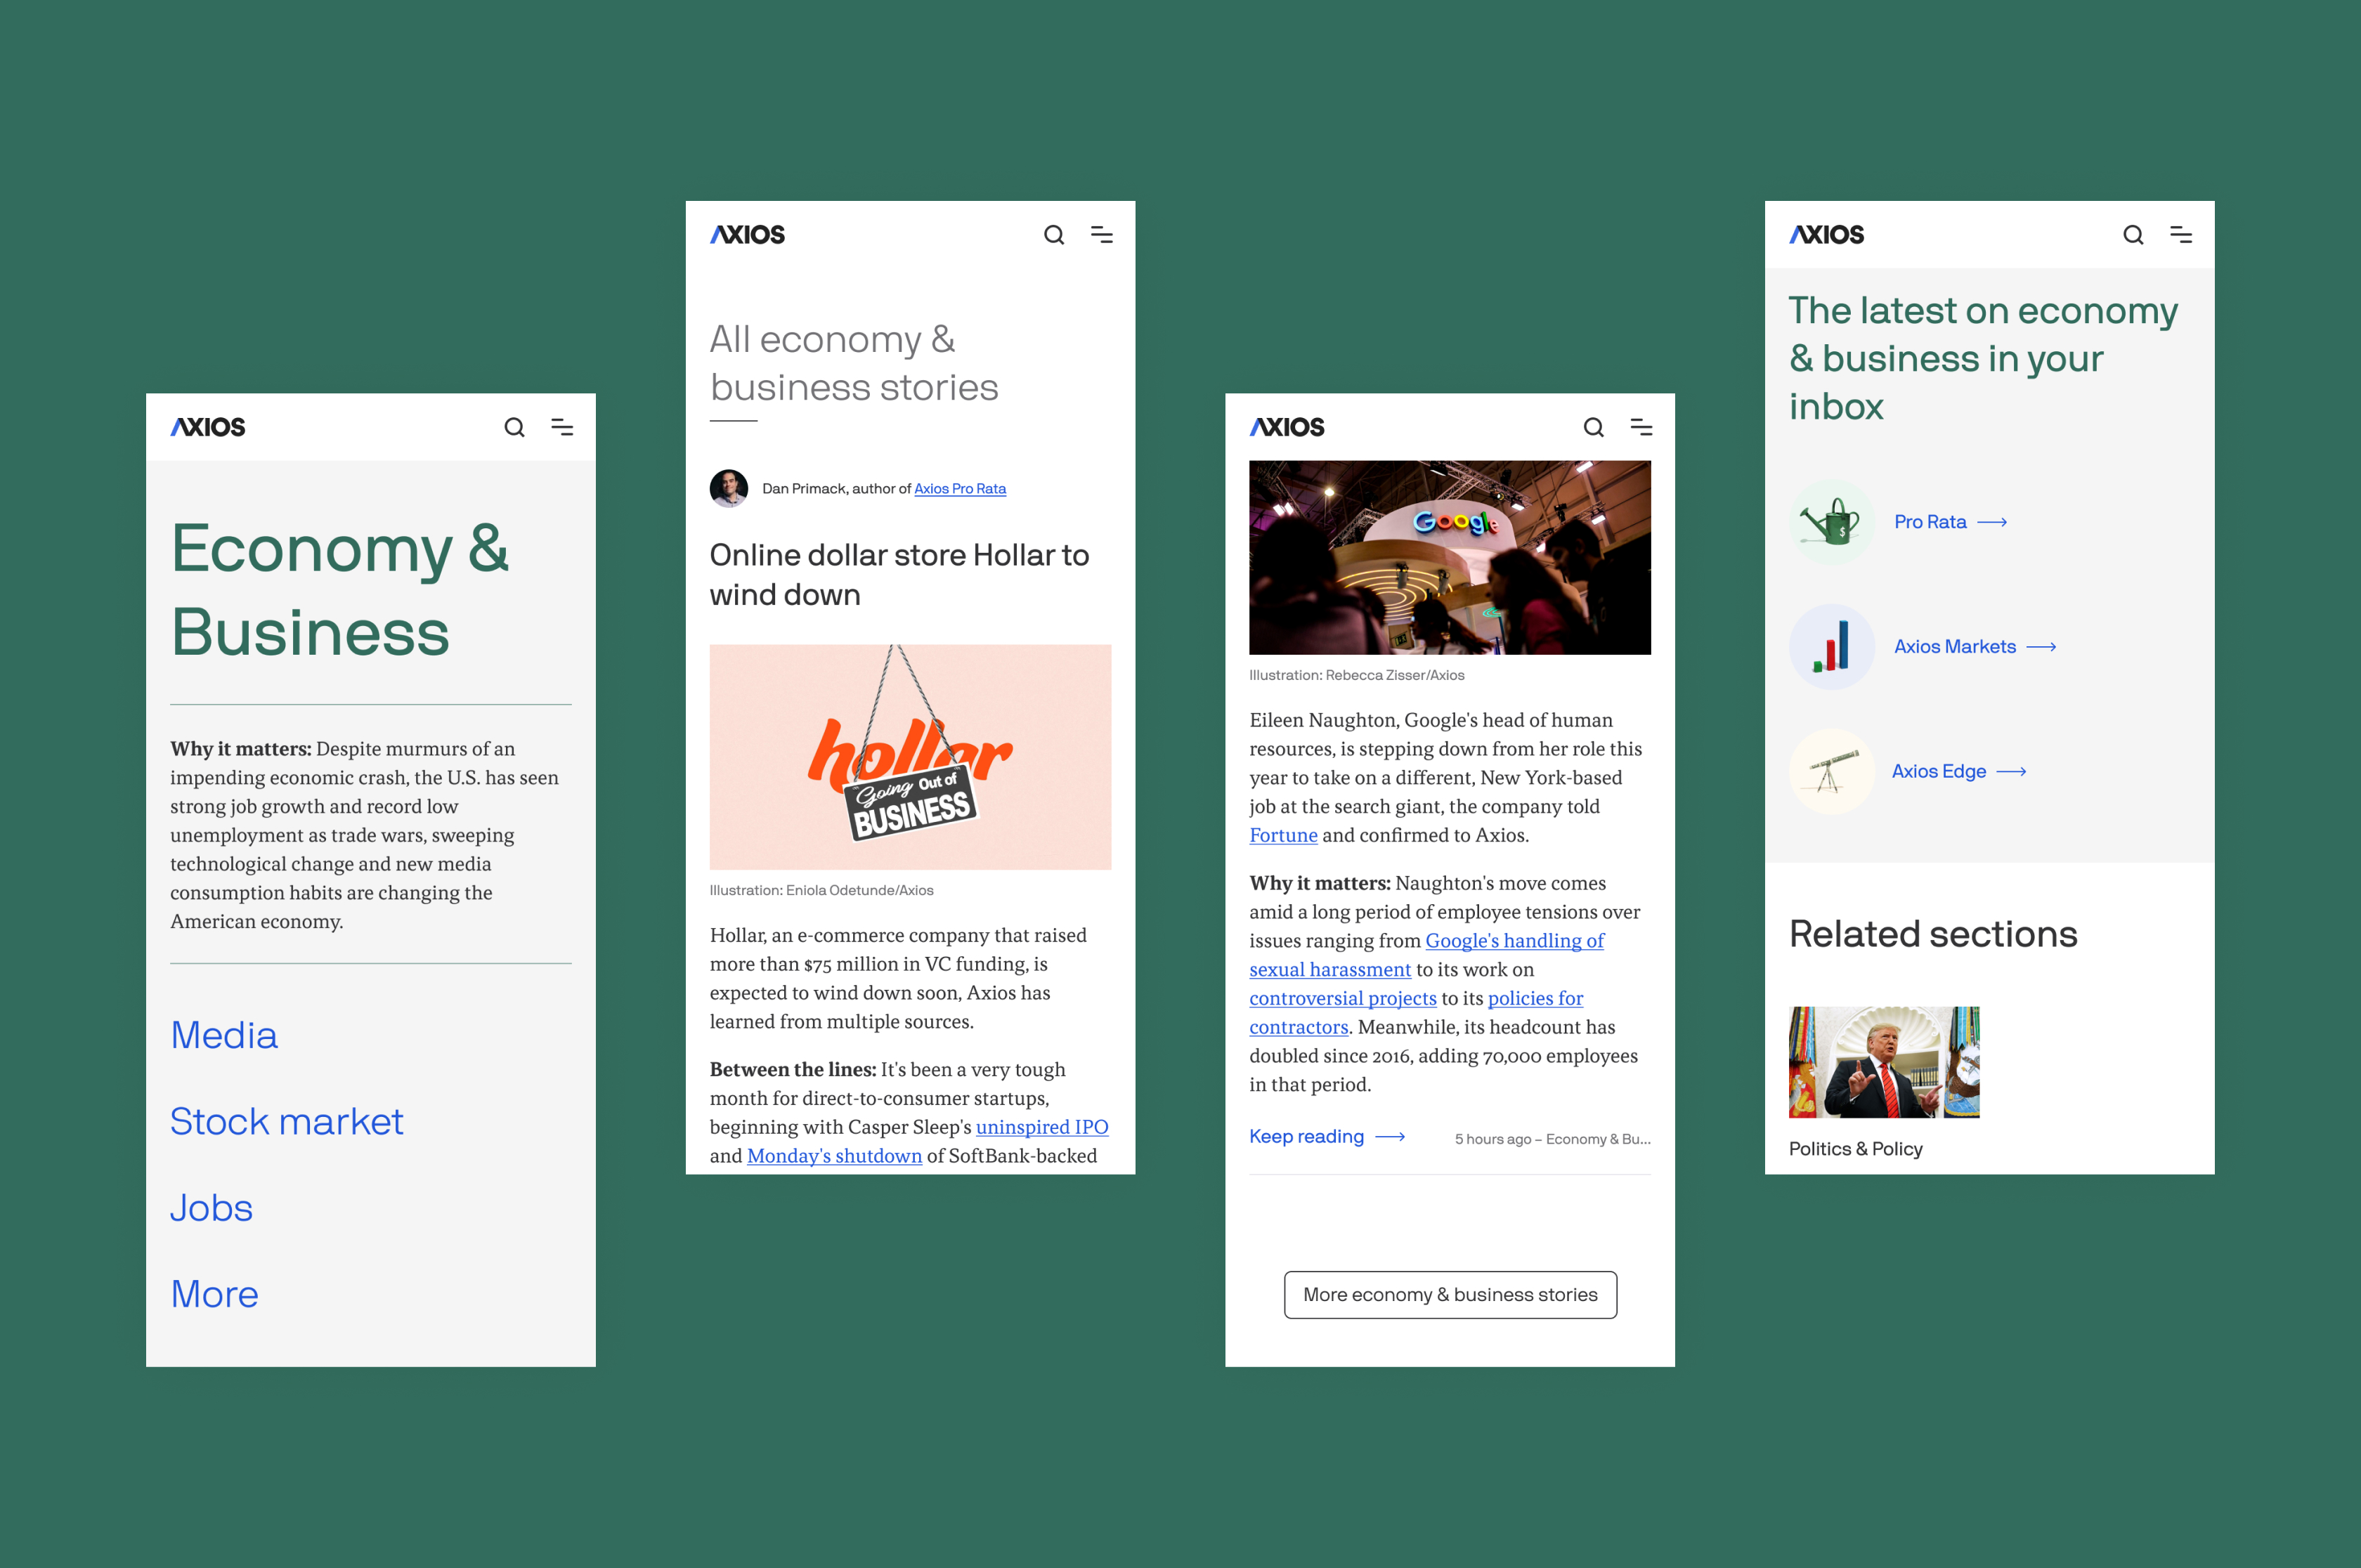 AXIOS
Economy &
Business
Why it matters: Despite murmurs of an
impending economic crash, the U.S. has seen
strong job growth and record low
unemployment as trade wars, sweeping
technological change and new media
consumption habits are changing the
American economy.
Media
Stock market
Jobs
More
AXIOS
All economy &
business stories
Dan Primack, author of Axios Pro Rata
Online dollar store Hollar to
wind down
hollar
Going Out of
BUSINESS
Illustration: Eniola Odetunde/Axios
Hollar, an e-commerce company that raised
more than $75 million in VC funding, is
expected to wind down soon, Axios has
learned from multiple sources.
Between the lines: It's been a very tough
month for direct-to-consumer startups,
beginning with Casper Sleep's uninspired IPO
and Monday's shutdown of SoftBank-backed
AXIOS
Google
Illustration: Rebecca Zisser/Axios
Eileen Naughton, Google's head of human
resources, is stepping down from her role this
year to take on a different, New York-based
job at the search giant, the company told
Fortune and confirmed to Axios.
Why it matters: Naughton's move comes
amid a long period of employee tensions over
issues ranging from Google's handling of
sexual harassment to its work on
controversial projects to its policies for
contractors. Meanwhile, its headcount has
doubled since 2016, adding 70,000 employees
in that period.
Keep reading
5 hours ago – Economy & Bu...
More economy & business stories
AXIOS
The latest on economy
& business in your
inbox
$
Pro Rata
Axios Markets
Axios Edge
Related sections
Politics & Policy